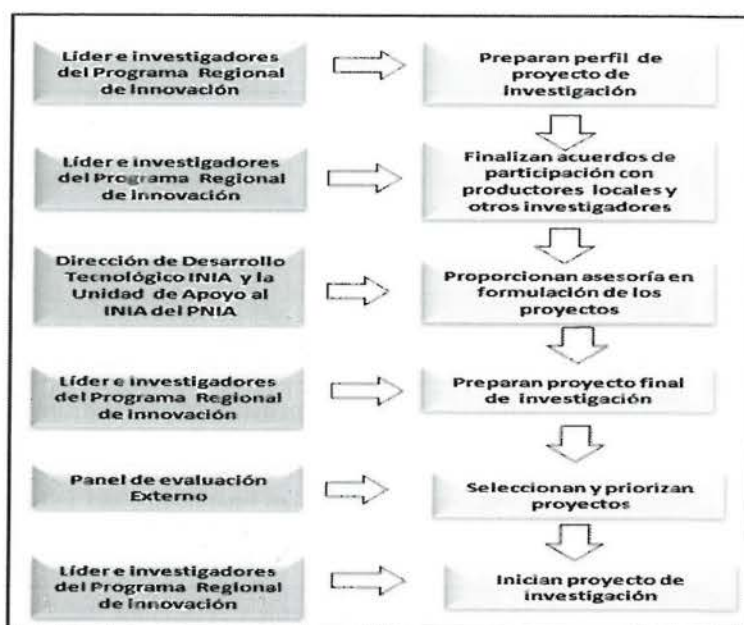 Líder e investigadores
del Programa Regional
de innovación
Preparan perfil de
proyecto de
investigación
Líder e investigadores
del Programa Regional
de innovación
Finalizan acuerdos de
participación con
productores locales y
otros investigadores
Dirección de Desarrollo
Tecnológico INIA y la
Unidad de Apoyo al
INIA del PNIA
Proporcionan asesoría en
formulación de los
proyectos
Líder e investigadores
del Programa Regional
de innovación
Preparan proyecto final
de investigación
Panel de evaluación
Externo
Seleccionan y priorizan
proyectos
Líder e investigadores
del Programa Regional
de innovación
Inician proyecto de
investigación